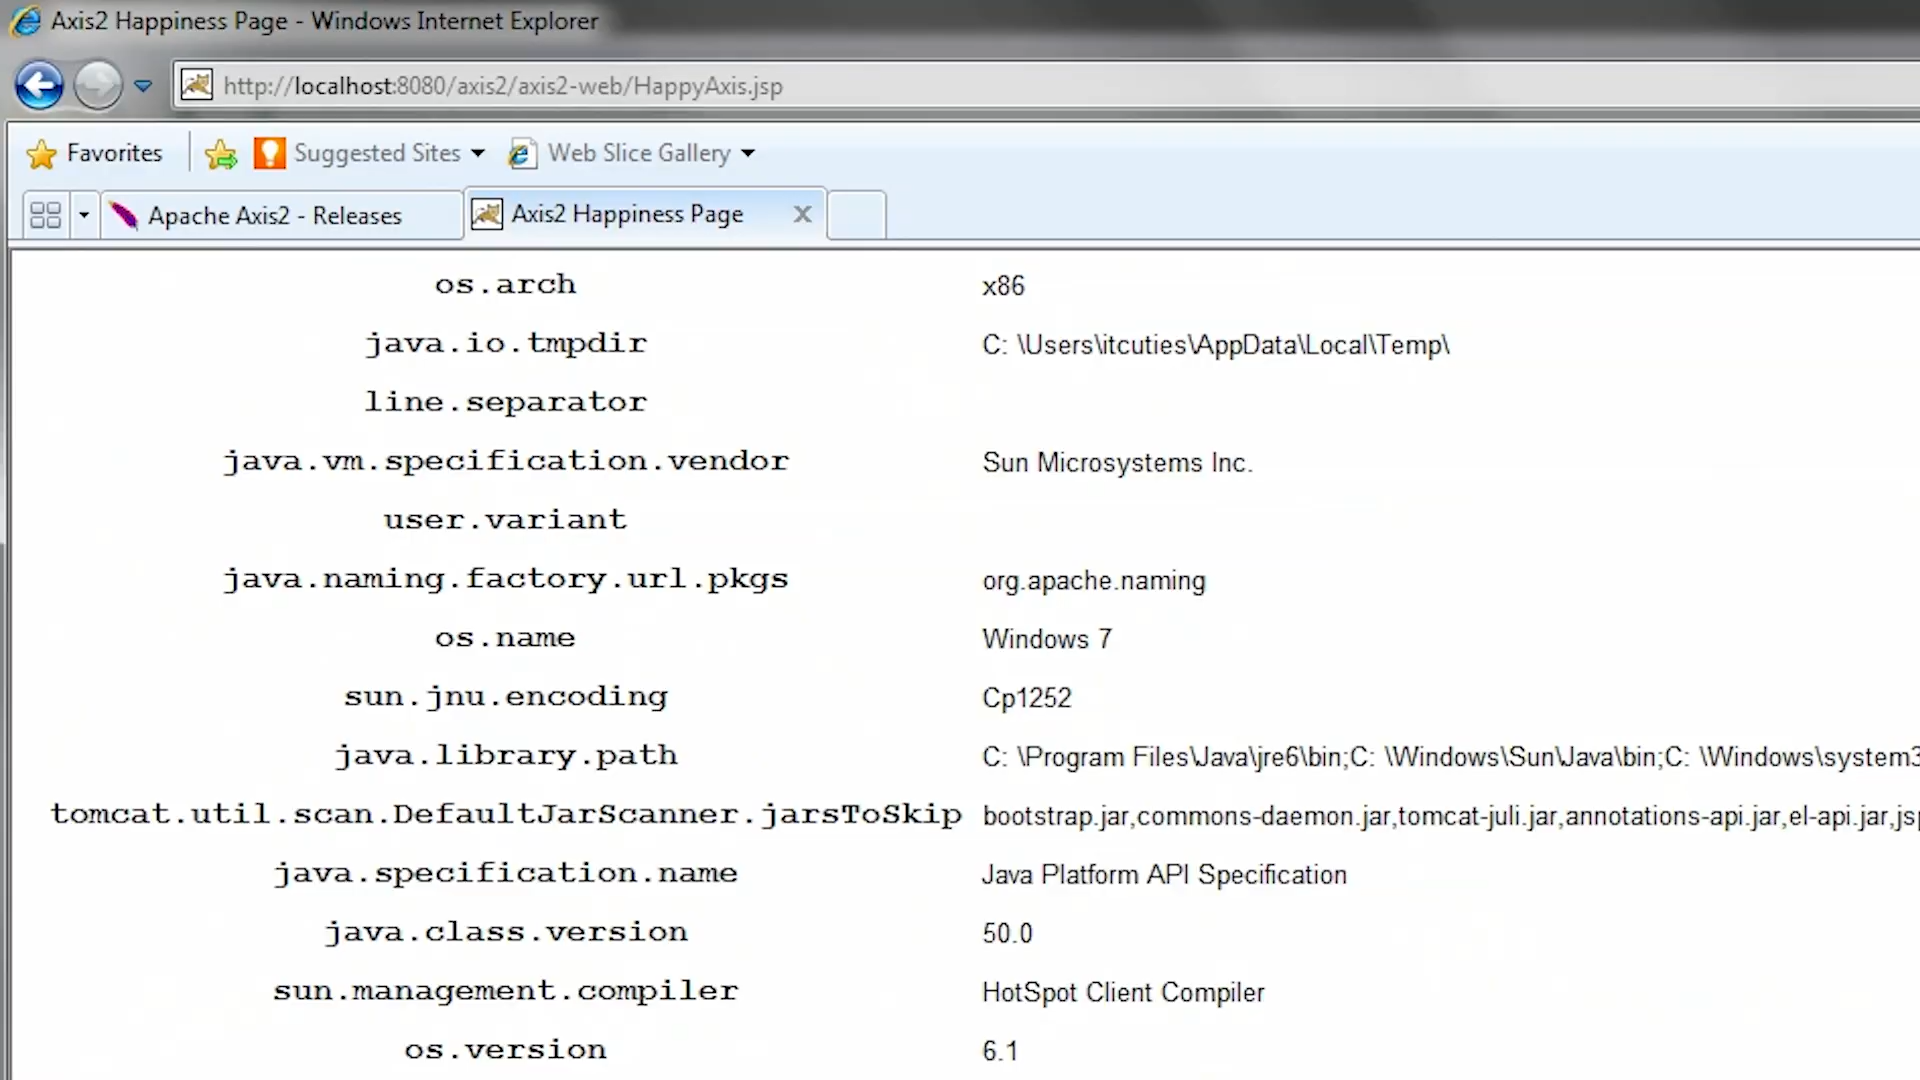 Axis2 Happiness Page - Windows Internet Explorer
http://localhost:8080/axis2/axis2-web/HappyAxis.jsp
Favorites Suggested Sites Web Slice Gallery
Apache Axis2 - Releases Axis2 Happiness Page
os.arch x86
java.io.tmpdir C: \Users\itcuties\AppData\Local\Temp\
line.separator
java.vm.specification.vendor Sun Microsystems Inc.
user.variant
java.naming.factory.url.pkgs org.apache.naming
os.name Windows 7
sun.jnu.encoding Cp1252
java.library.path C: \Program Files\Java\jre6\bin;C: \Windows\Sun\Java\bin;C: \Windows\system3
tomcat.util.scan.DefaultJarScanner.jarsToSkip bootstrap.jar,commons-daemon.jar,tomcat-juli.jar,annotations-api.jar,el-api.jar,jsp
java.specification.name Java Platform API Specification
java.class.version 50.0
sun.management.compiler HotSpot Client Compiler
os.version 6.1